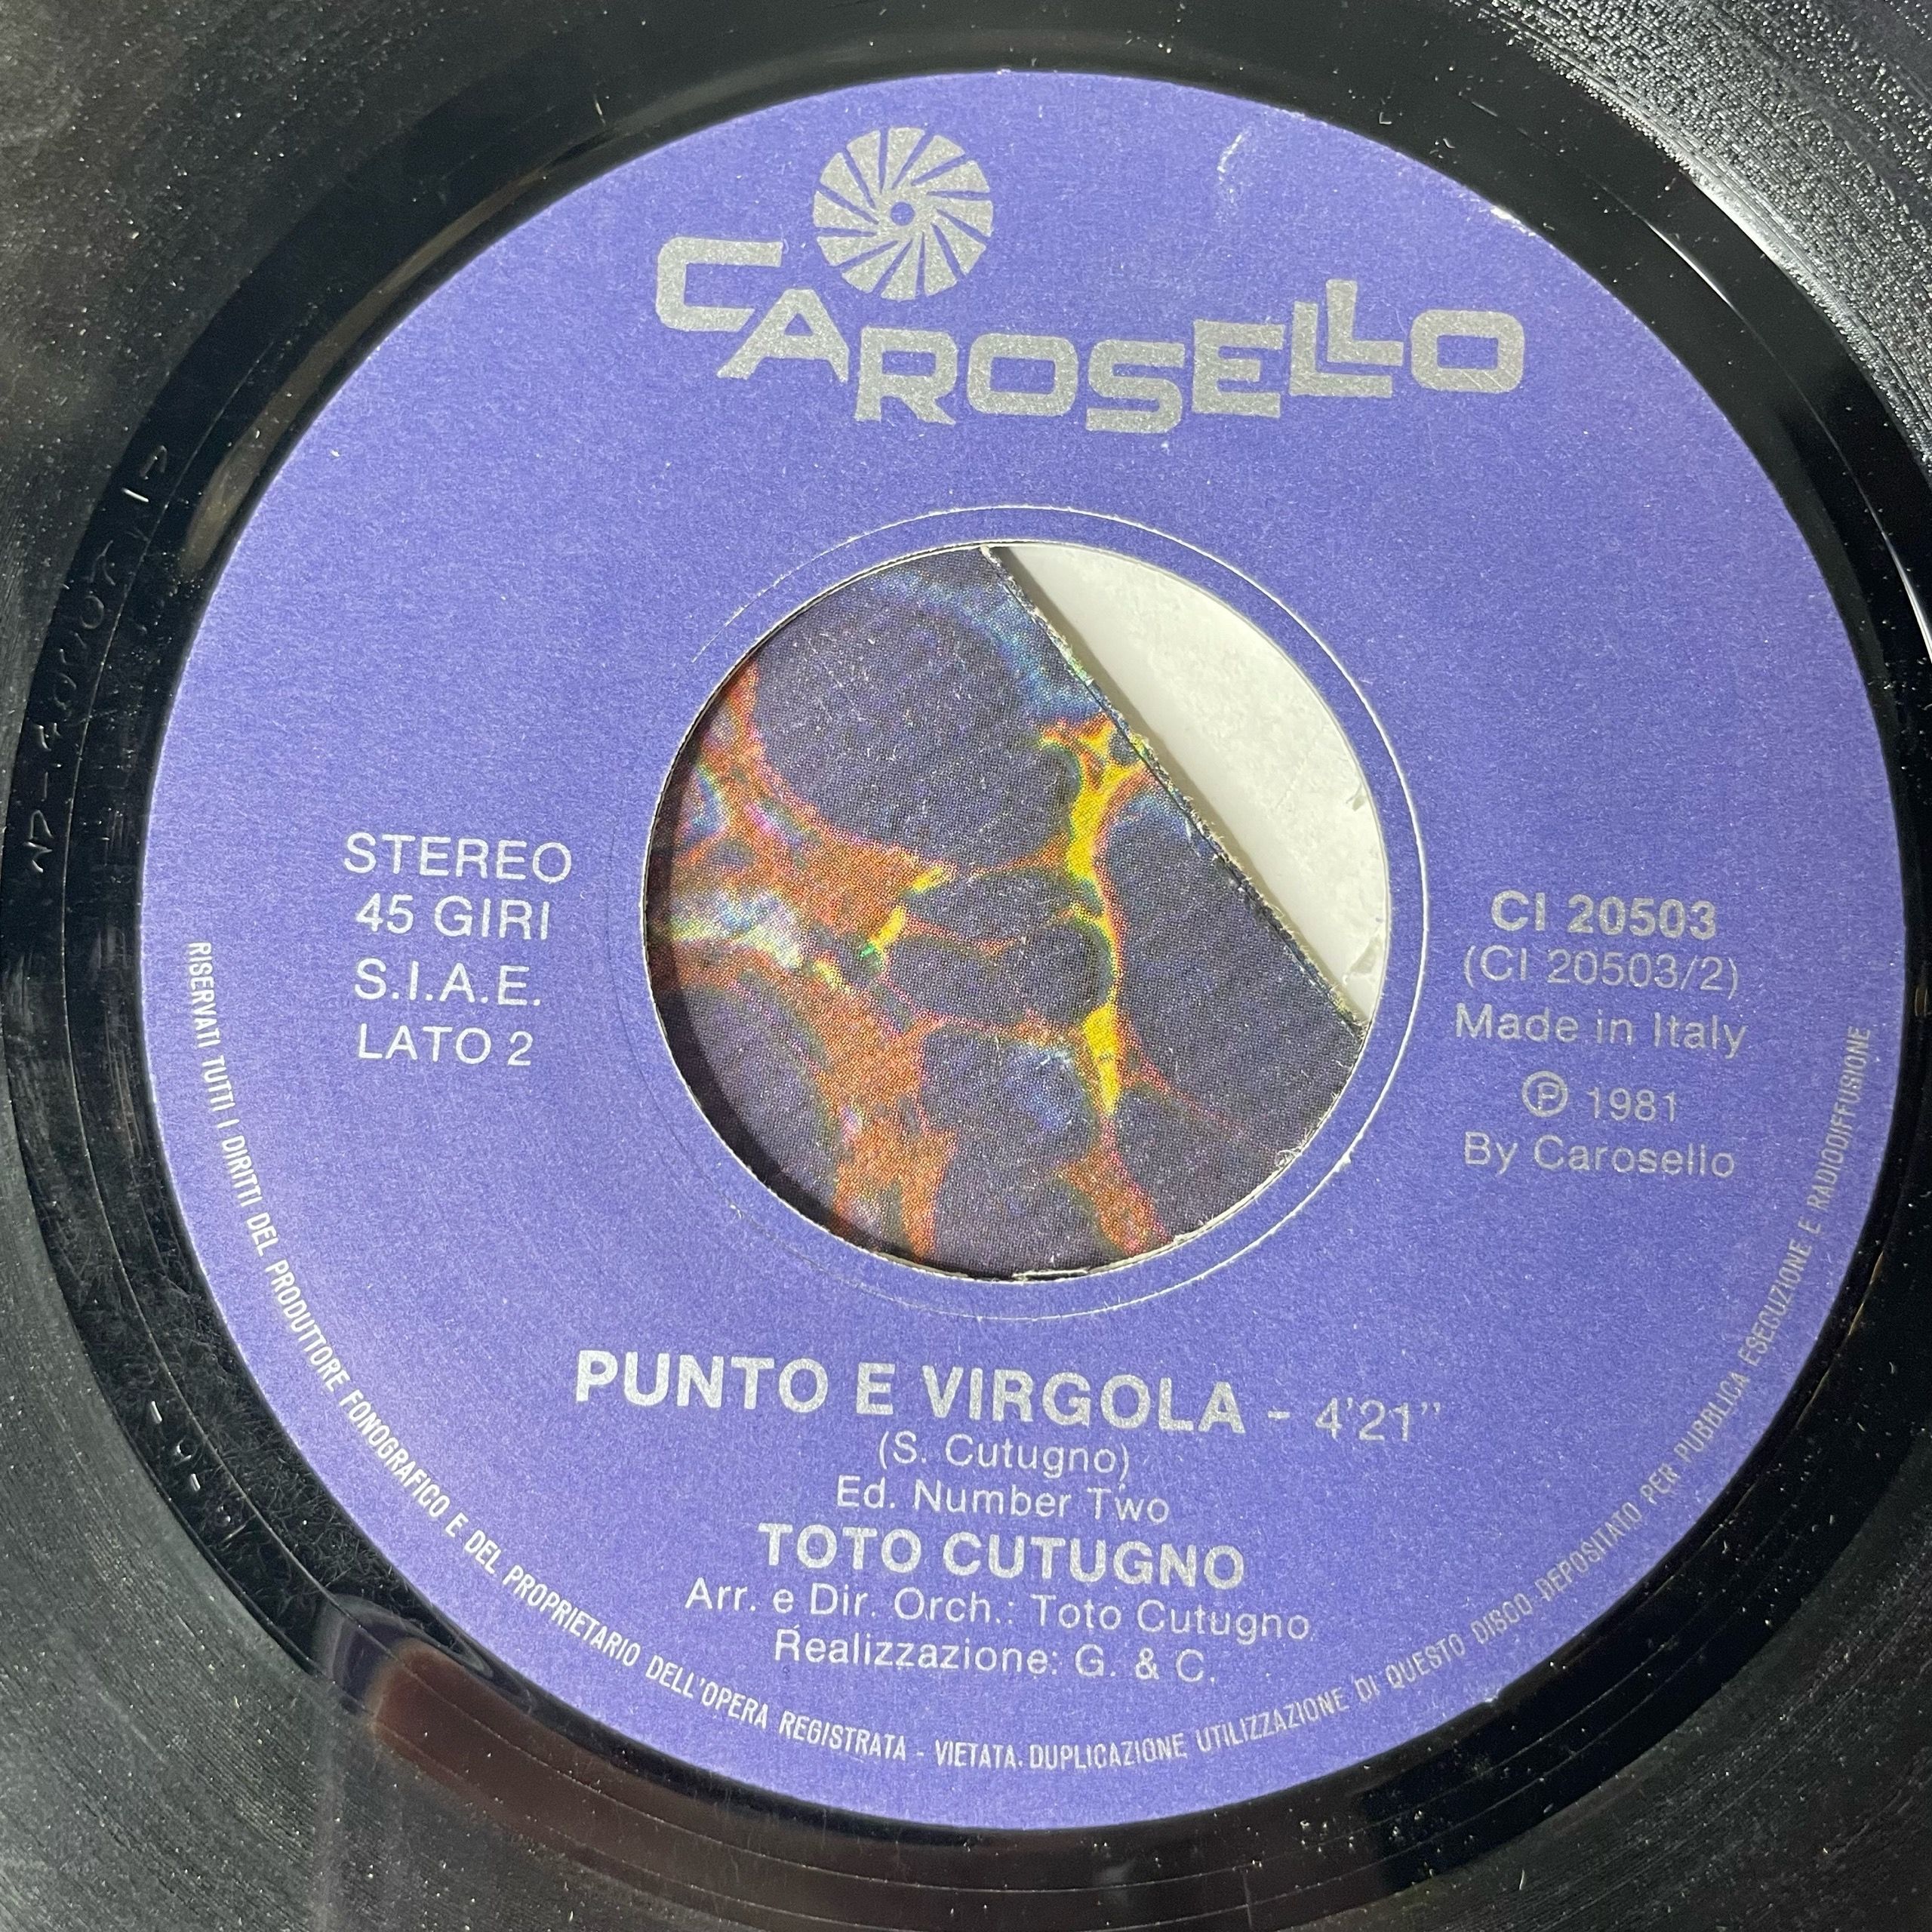 CAROSELLO
STEREO
45 GIRI
S.I.A.E.
LATO 2
CI 20503
(CI 20503/2)
Made in Italy
Ⓟ 1981
By Carosello
PUNTO E VIRGOLA - 4'21''
(S. Cutugno)
Ed. Number Two
TOTO CUTUGNO
Arr. e Dir. Orch.: Toto Cutugno
Realizzazione: G. & C.
RISERVATI TUTTI I DIRITTI DEL PRODUTTORE FONOGRAFICO E DEL PROPRIETARIO DELL'OPERA REGISTRATA - VIETATA DUPLICAZIONE UTILIZZAZIONE DI QUESTO DISCO DEPOSITATO PER PUBBLICA ESECUZIONE E RADIODIFFUSIONE